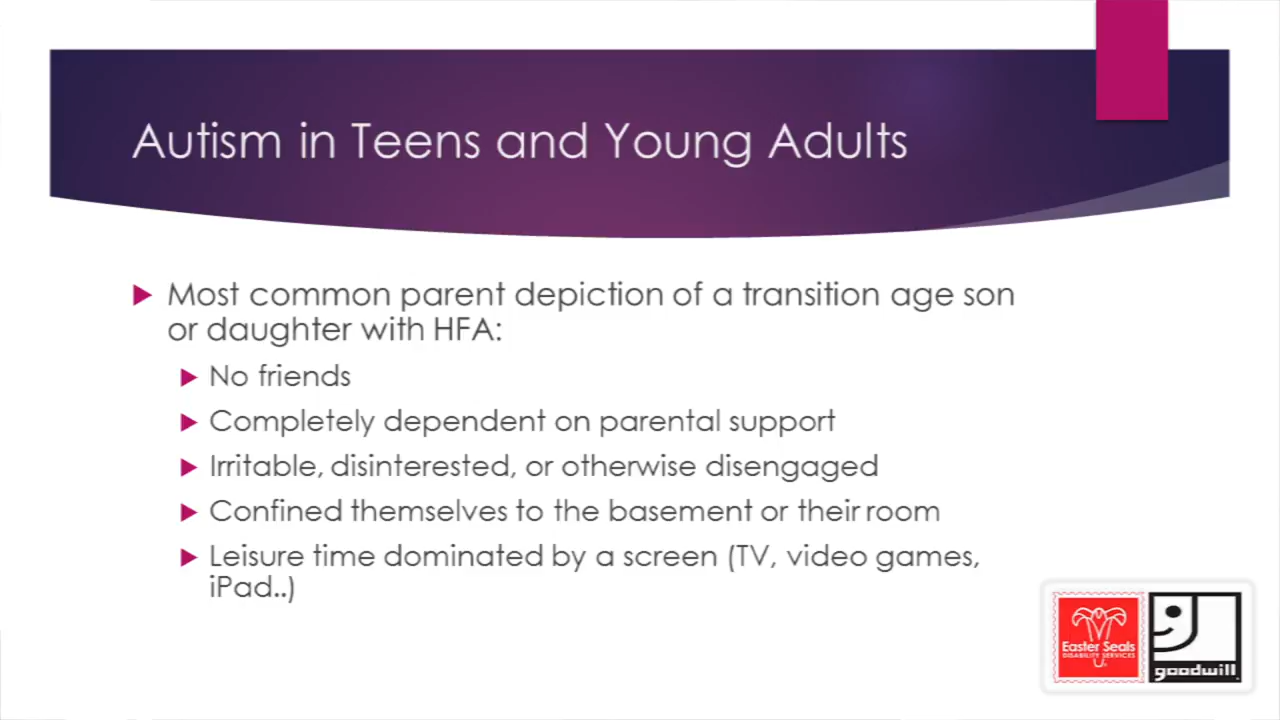 Autism in Teens and Young Adults
Most common parent depiction of a transition age son
or daughter with HFA:
No friends
Completely dependent on parental support
Irritable, disinterested, or otherwise disengaged
Confined themselves to the basement or their room
Leisure time dominated by a screen (TV, video games,
iPad..)
Easter Seals
DISABILITY SERVICES
goodwill